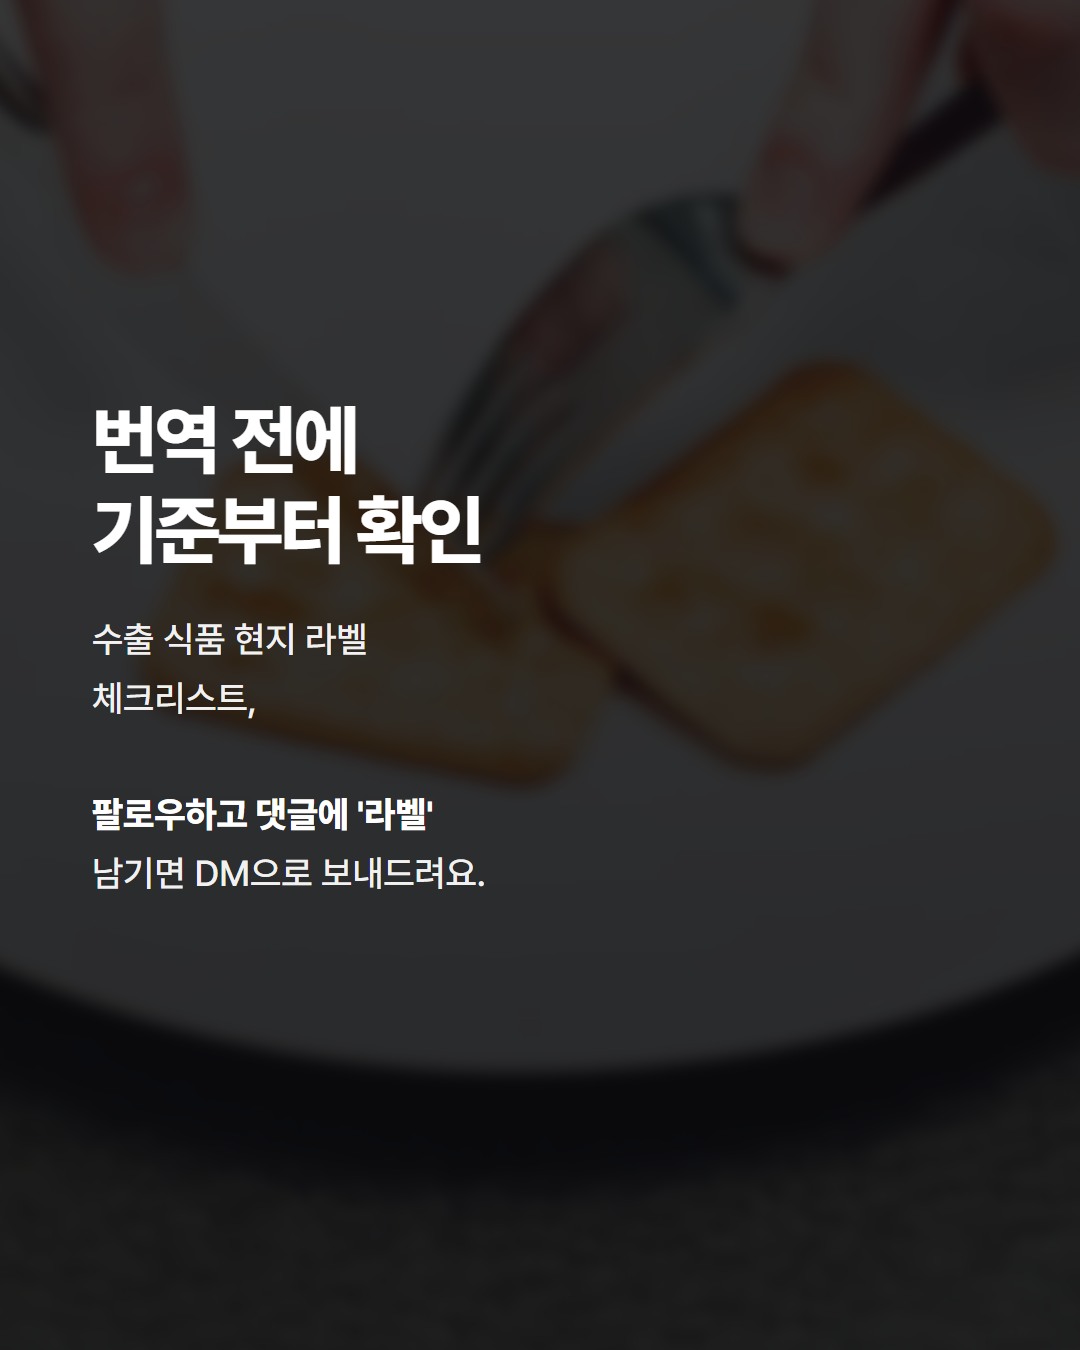 번역 전에
기준부터 확인
수출 식품 현지 라벨
체크리스트,
팔로우하고 댓글에 '라벨'
남기면 DM으로 보내드려요.